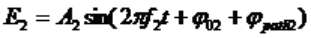 E₂ = A₂ sin(2πf₂t + φ₀₂ + φₚₐₜₕ₂)